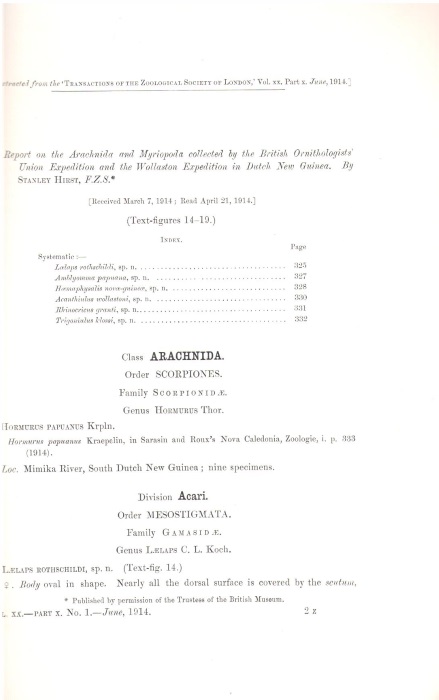 from the 'TRANSACTIONS OF THE ZOOLOGICAL SOCIETY OF LONDON,' Vol. xx. Part x. June, 1914.]
Report on the Arachnida and Myriopoda collected by the British Ornithologists'
Union Expedition and the Wollaston Expedition in Dutch New Guinea. By
STANLEY HIRST, F.Z.S.*
[Received March 7, 1914; Read April 21, 1914.]
(Text-figures 14–19.)
INDEX.
Page
Systematic :—
Lælaps rothschildi, sp. n. 325
Amblyomma papuana, sp. n. 327
Hæmaphysalis novæ-guineæ, sp. n. 328
Acanthiulus wollastoni, sp. n. 330
Rhinocricus granti, sp. n. 331
Trigoniulus klossi, sp. n. 332
Class ARACHNIDA.
Order SCORPIONES.
Family SCORPIONIDÆ.
Genus HORMURUS Thor.
HORMURUS PAPUANUS Krpln.
Hormurus papuanus Kraepelin, in Sarasin and Roux's Nova Caledonia, Zoologie, i. p. 333
(1914).
Loc. Mimika River, South Dutch New Guinea; nine specimens.
Division Acari.
Order MESOSTIGMATA.
Family GAMASIDÆ.
Genus LÆLAPS C. L. Koch.
LÆLAPS ROTHSCHILDI, sp. n. (Text-fig. 14.)
♀. Body oval in shape. Nearly all the dorsal surface is covered by the scutum,
* Published by permission of the Trustees of the British Museum.
L. XX.—PART X. No. 1.—June, 1914. 2 Z